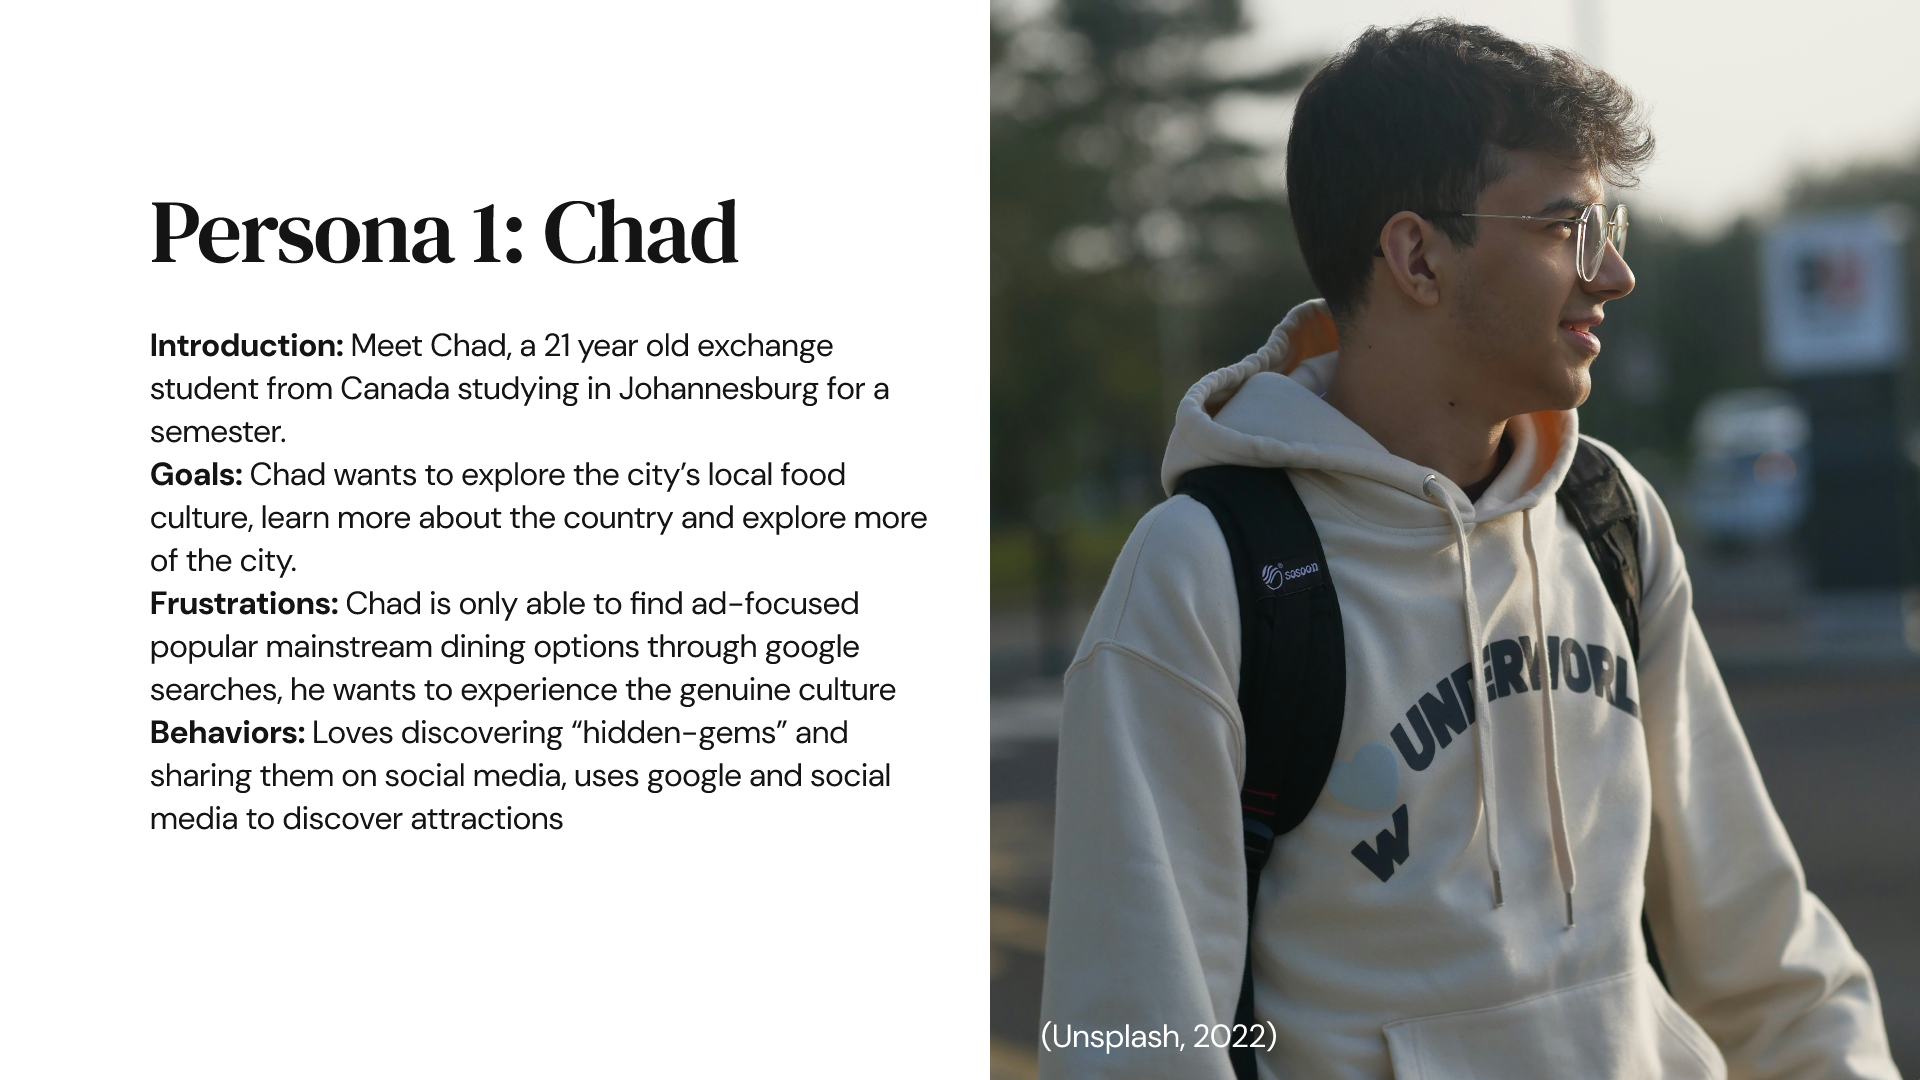 Persona 1: Chad
Introduction: Meet Chad, a 21 year old exchange
student from Canada studying in Johannesburg for a
semester.
Goals: Chad wants to explore the city’s local food
culture, learn more about the country and explore more
of the city.
Frustrations: Chad is only able to find ad-focused
popular mainstream dining options through google
searches, he wants to experience the genuine culture
Behaviors: Loves discovering “hidden-gems” and
sharing them on social media, uses google and social
media to discover attractions
sosoon
UNDERWORL
W
(Unsplash, 2022)